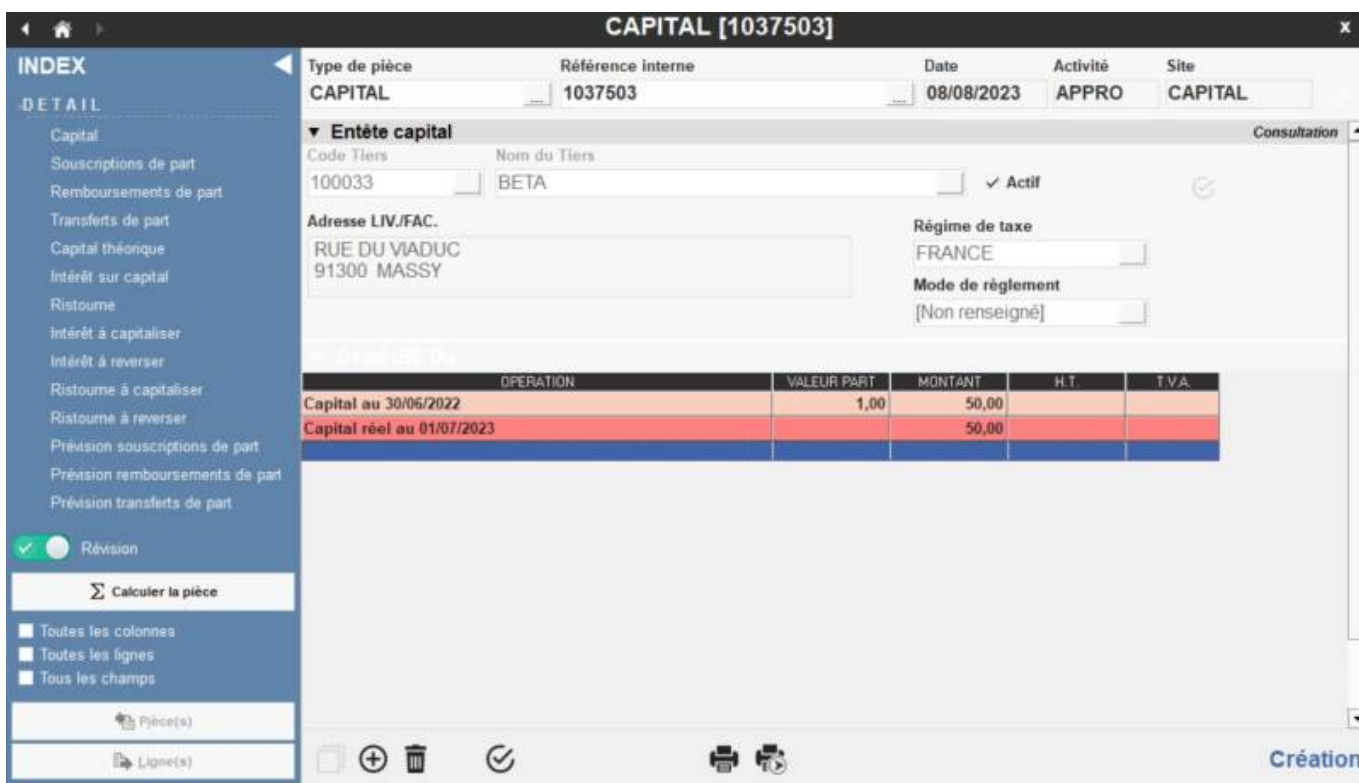 CAPITAL [1037503]
x
INDEX
DETAIL
Capital
Souscriptions de part
Remboursements de part
Transferts de part
Capital théorique
Intérêt sur capital
Ristourne
Intérêt à capitaliser
Intérêt à reverser
Ristourne à capitaliser
Ristourne à reverser
Prévision souscriptions de part
Prévision remboursements de part
Prévision transferts de part
Révision
Σ Calculer la pièce
Toutes les colonnes
Toutes les lignes
Tous les champs
Pièce(s)
Ligne(s)
Type de pièce Référence interne Date Activité Site
CAPITAL ... 1037503 ... 08/08/2023 APPRO CAPITAL
Entête capital Consultation
Code Tiers Nom du Tiers
100033 BETA Actif
Adresse LIV./FAC. Régime de taxe
RUE DU VIADUC
91300 MASSY
FRANCE
Mode de règlement
[Non renseigné]
OPERATION VALEUR PART MONTANT H.T. T.V.A.
Capital au 30/06/2022 1,00 50,00
Capital réel au 01/07/2023 50,00
Création